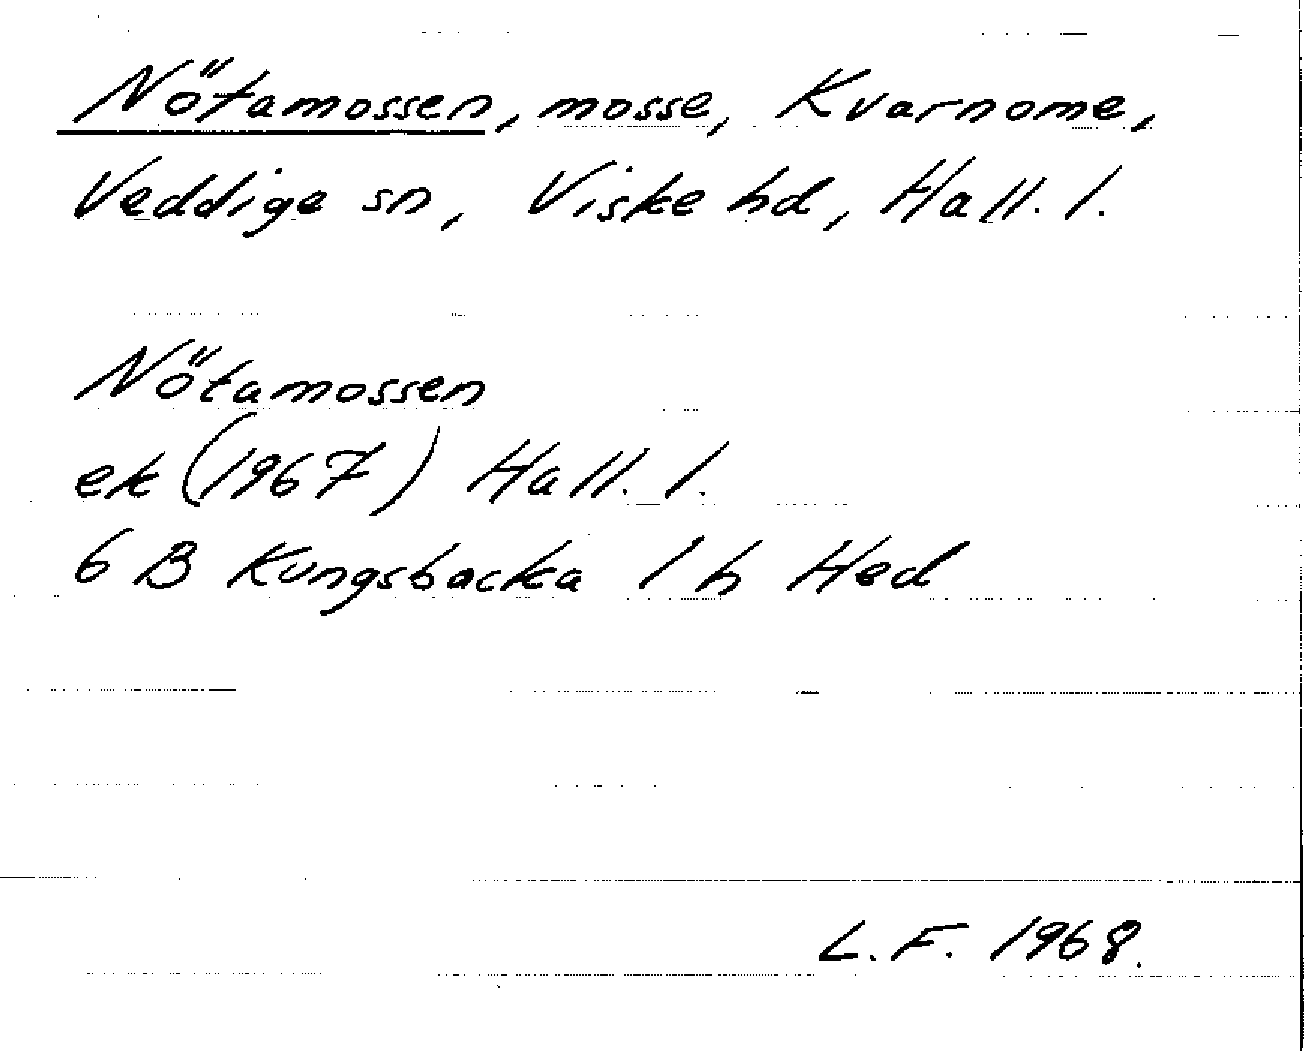 Nötamossen, mosse, Kvarnome,
Veddige sn, Viske hd, Hall. l.
Nötamossen
ek (1967) Hall. l.
6 B Kungsbacka 1 h Hed
L.F. 1968.